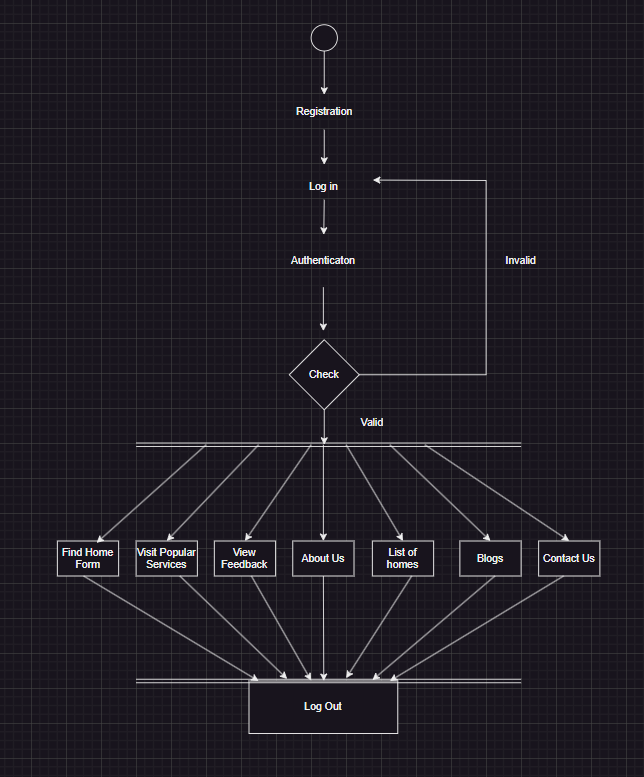 Registration
Log in
Authenticaton
Invalid
Check
Valid
Find Home
Form
Visit Popular
Services
View
Feedback
About Us
List of
homes
Blogs
Contact Us
Log Out